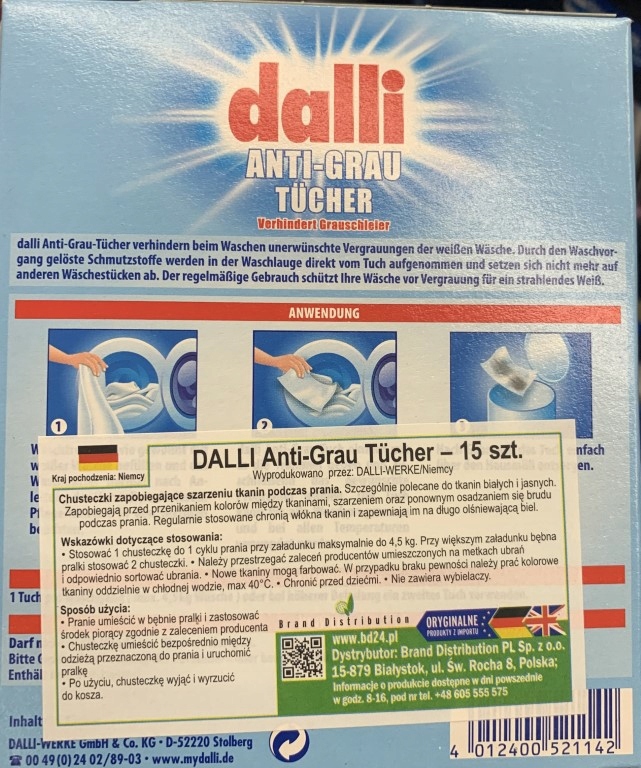 dalli
ANTI-GRAU
TÜCHER
Verhindert Grauschleier
dalli Anti-Grau-Tücher verhindern beim Waschen unerwünschte Vergrauungen der weißen Wäsche. Durch den Waschvor-
gang gelöste Schmutzstoffe werden in der Waschlauge direkt vom Tuch aufgenommen und setzen sich nicht mehr auf
anderen Wäschestücken ab. Der regelmäßige Gebrauch schützt Ihre Wäsche vor Vergrauung für ein strahlendes Weiß.
ANWENDUNG
1
2
3
nfach
en.
Kraj pochodzenia: Niemcy
DALLI Anti-Grau Tücher – 15 szt.
Wyprodukowano przez: DALLI-WERKE/Niemcy
Chusteczki zapobiegające szarzeniu tkanin podczas prania. Szczególnie polecane do tkanin białych i jasnych.
Zapobiegają przed przenikaniem kolorów między tkaninami, szarzeniem oraz ponownym osadzaniem się brudu
podczas prania. Regularnie stosowane chronią włókna tkanin i zapewniają im na długo olśniewającą biel.
Wskazówki dotyczące stosowania:
• Stosować 1 chusteczkę do 1 cyklu prania przy załadunku maksymalnie do 4,5 kg. Przy większym załadunku bębna
pralki stosować 2 chusteczki. • Należy przestrzegać zaleceń producentów umieszczonych na metkach ubrań
i odpowiednio sortować ubrania. • Nowe tkaniny mogą farbować. W przypadku braku pewności należy prać kolorowe
tkaniny oddzielnie w chłodnej wodzie, max 40°C. • Chronić przed dziećmi. • Nie zawiera wybielaczy.
1 Tuch
Sposób użycia:
• Pranie umieścić w bębnie pralki i zastosować
środek piorący zgodnie z zaleceniem producenta
• Chusteczkę umieścić bezpośrednio między
odzieżą przeznaczoną do prania i uruchomić
pralkę
• Po użyciu, chusteczkę wyjąć i wyrzucić
do kosza.
Brand Distribution
ORYGINALNE
PRODUKTY Z IMPORTU
www.bd24.pl
Dystrybutor: Brand Distribution PL Sp. z o.o.
15-879 Białystok, ul. Św. Rocha 8, Polska;
Informacje o produkcie dostępne w dni powszednie
w godz. 8-16, pod nr tel. +48 605 555 575
Darf n
Bitte
Enthäl
Inhalt
DALLI-WERKE GmbH & Co. KG • D-52220 Stolberg
☎ 00 49 (0) 24 02/89-03 • www.mydalli.de
4 012400 521142